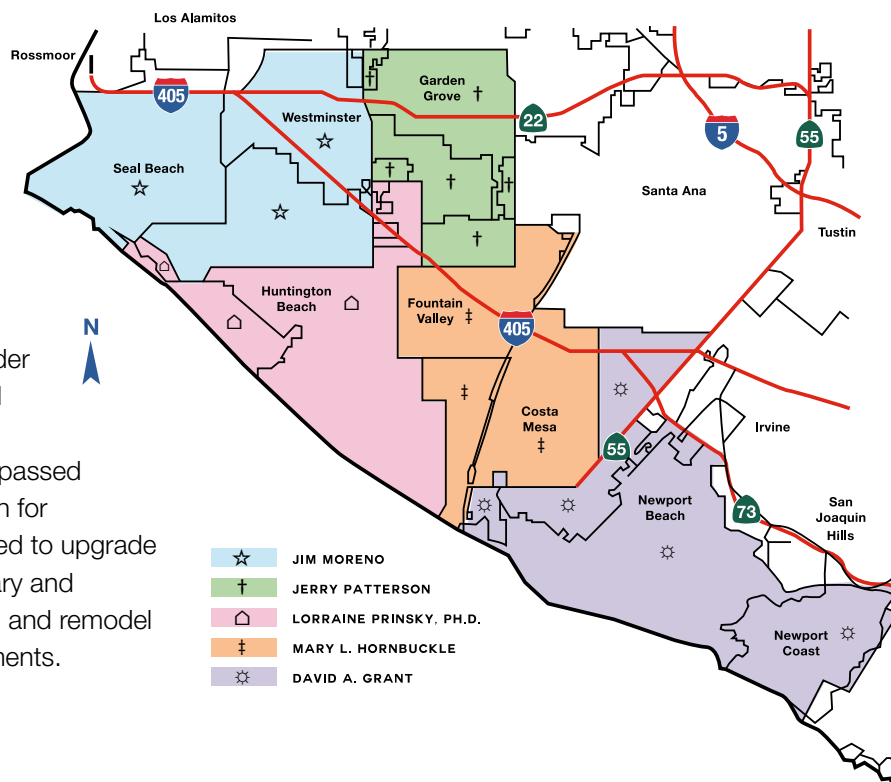 Los Alamitos
Rossmoor
405
Garden
Grove
Westminster
22
5
55
Seal Beach
Santa Ana
Tustin
Huntington
Beach
Fountain
Valley
405
N
Costa
Mesa
Irvine
55
Newport
Beach
73
San
Joaquin
Hills
Newport
Coast
der
passed
n for
ed to upgrade
ary and
and remodel
nents.
JIM MORENO
JERRY PATTERSON
LORRAINE PRINSKY, PH.D.
MARY L. HORNBUCKLE
DAVID A. GRANT